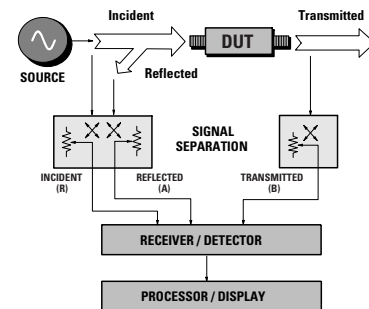 Incident
Transmitted
DUT
SOURCE
Reflected
SIGNAL
SEPARATION
INCIDENT
(R)
REFLECTED
(A)
TRANSMITTED
(B)
RECEIVER / DETECTOR
PROCESSOR / DISPLAY